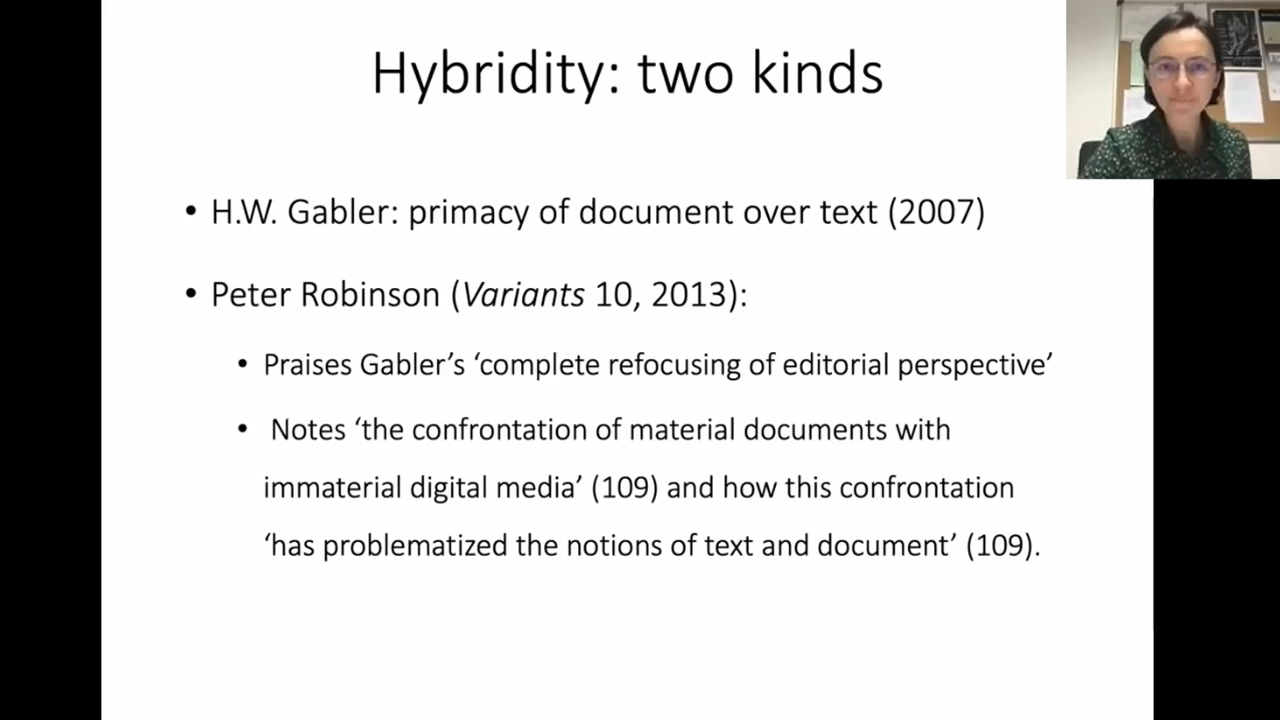 Hybridity: two kinds
• H.W. Gabler: primacy of document over text (2007)
• Peter Robinson (Variants 10, 2013):
• Praises Gabler’s ‘complete refocusing of editorial perspective’
• Notes ‘the confrontation of material documents with
immaterial digital media’ (109) and how this confrontation
‘has problematized the notions of text and document’ (109).